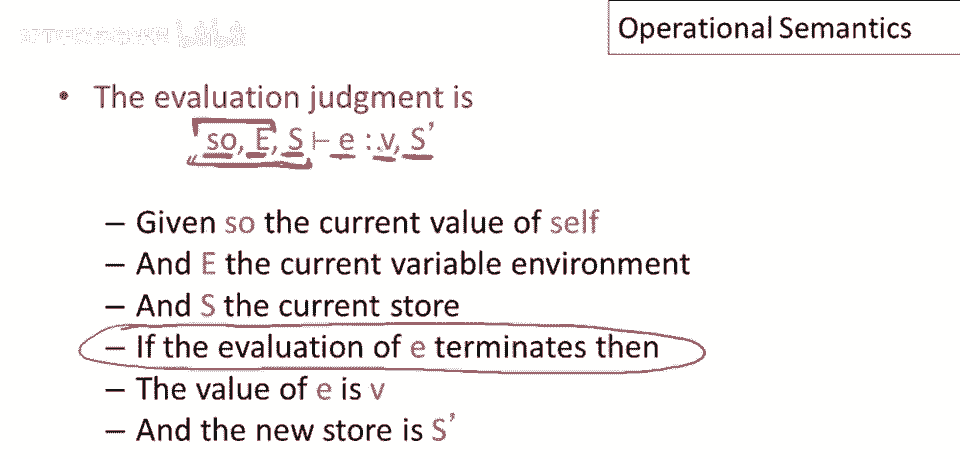 Operational Semantics
• The evaluation judgment is
so, E, S ⊢ e : v, S'
– Given so the current value of self
– And E the current variable environment
– And S the current store
– If the evaluation of e terminates then
– The value of e is v
– And the new store is S'